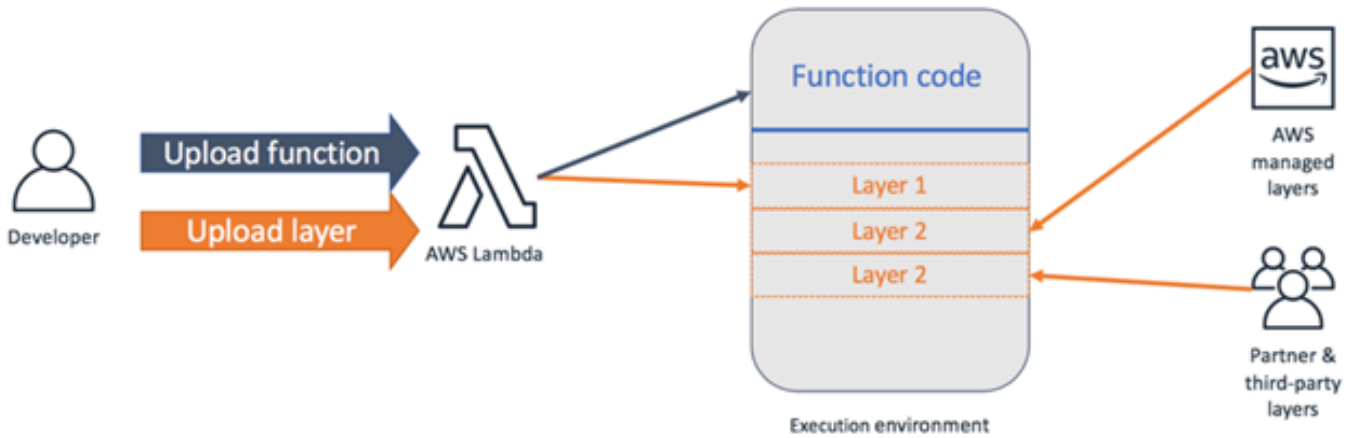 Developer
Upload function
Upload layer
AWS Lambda
Function code
Layer 1
Layer 2
Layer 2
Execution environment
aws
AWS
managed
layers
Partner &
third-party
layers